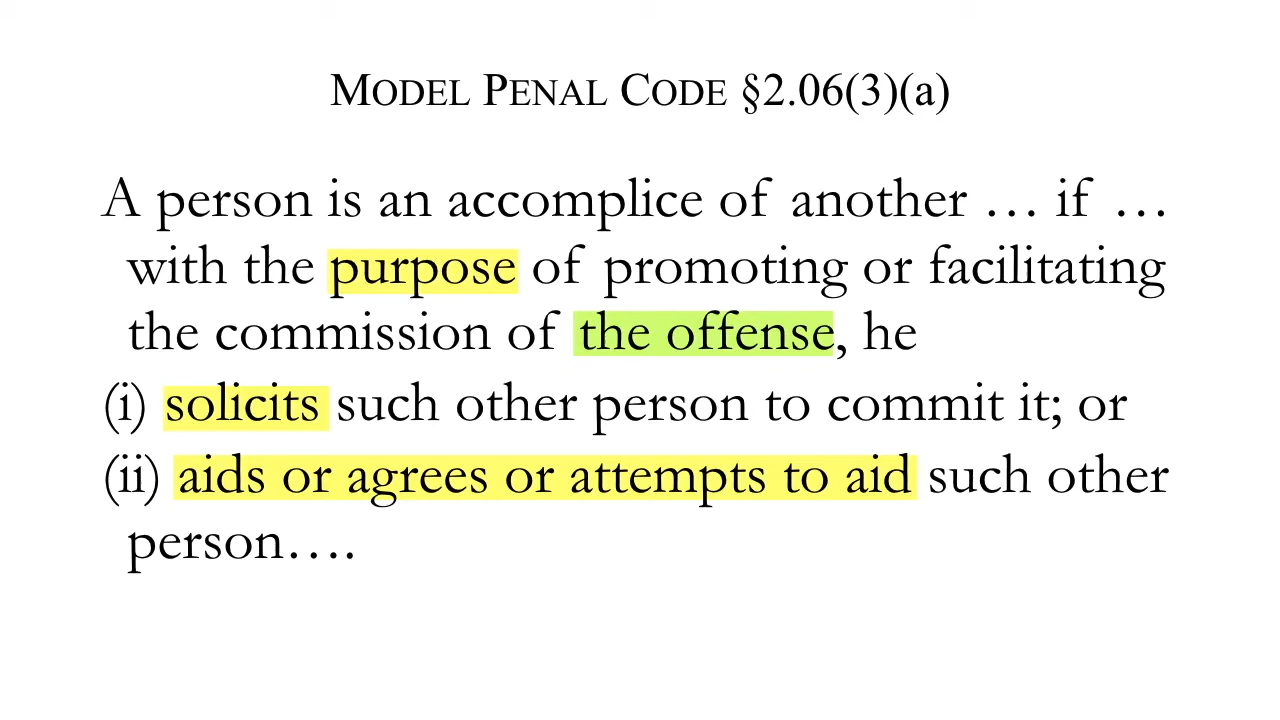 MODEL PENAL CODE §2.06(3)(a)
A person is an accomplice of another … if …
with the purpose of promoting or facilitating
the commission of the offense, he
(i) solicits such other person to commit it; or
(ii) aids or agrees or attempts to aid such other
person….